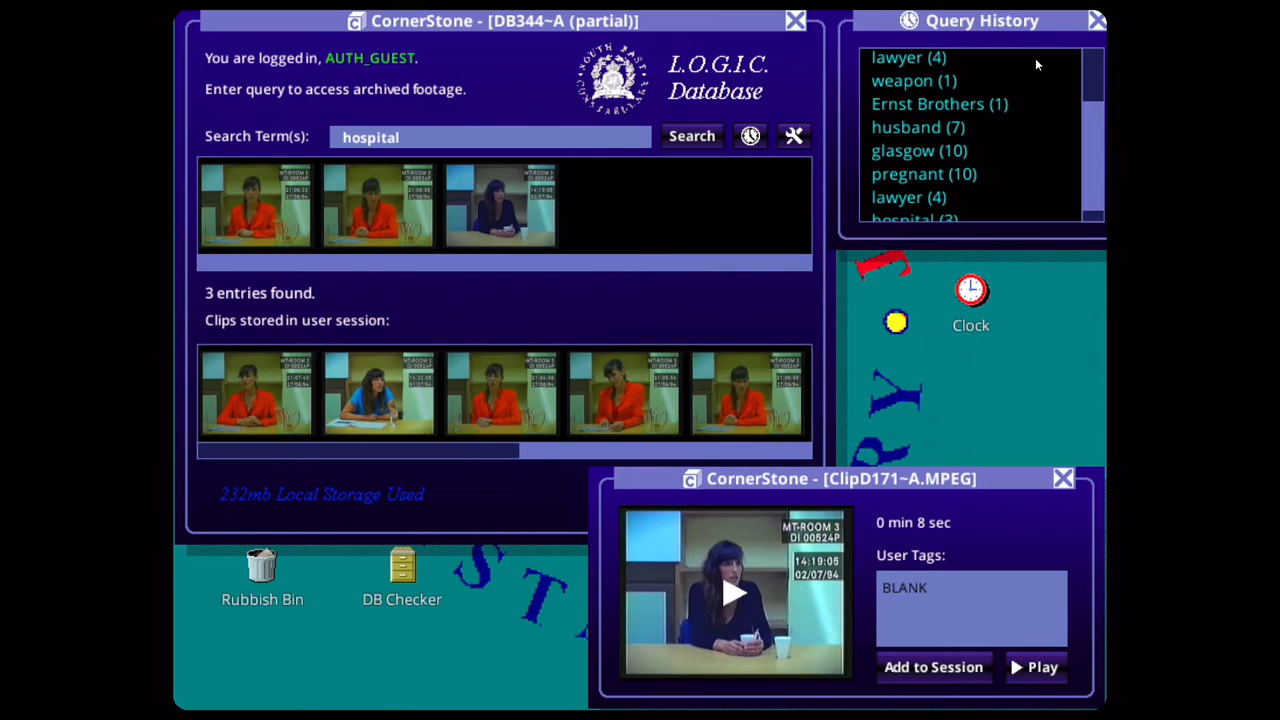 CornerStone - [DB344~A (partial)]
You are logged in, AUTH_GUEST.
Enter query to access archived footage.
SOUTH EAST
L.O.G.I.C.
Database
Search Term(s):
hospital
Search
3 entries found.
Clips stored in user session:
232mb Local Storage Used
Query History
lawyer (4)
weapon (1)
Ernst Brothers (1)
husband (7)
glasgow (10)
pregnant (10)
lawyer (4)
hospital (3)
Clock
Rubbish Bin
DB Checker
CornerStone - [ClipD171~A.MPEG]
MT-ROOM 3
DI 00524P
14:19:05
02/07/94
0 min 8 sec
User Tags:
BLANK
Add to Session
Play